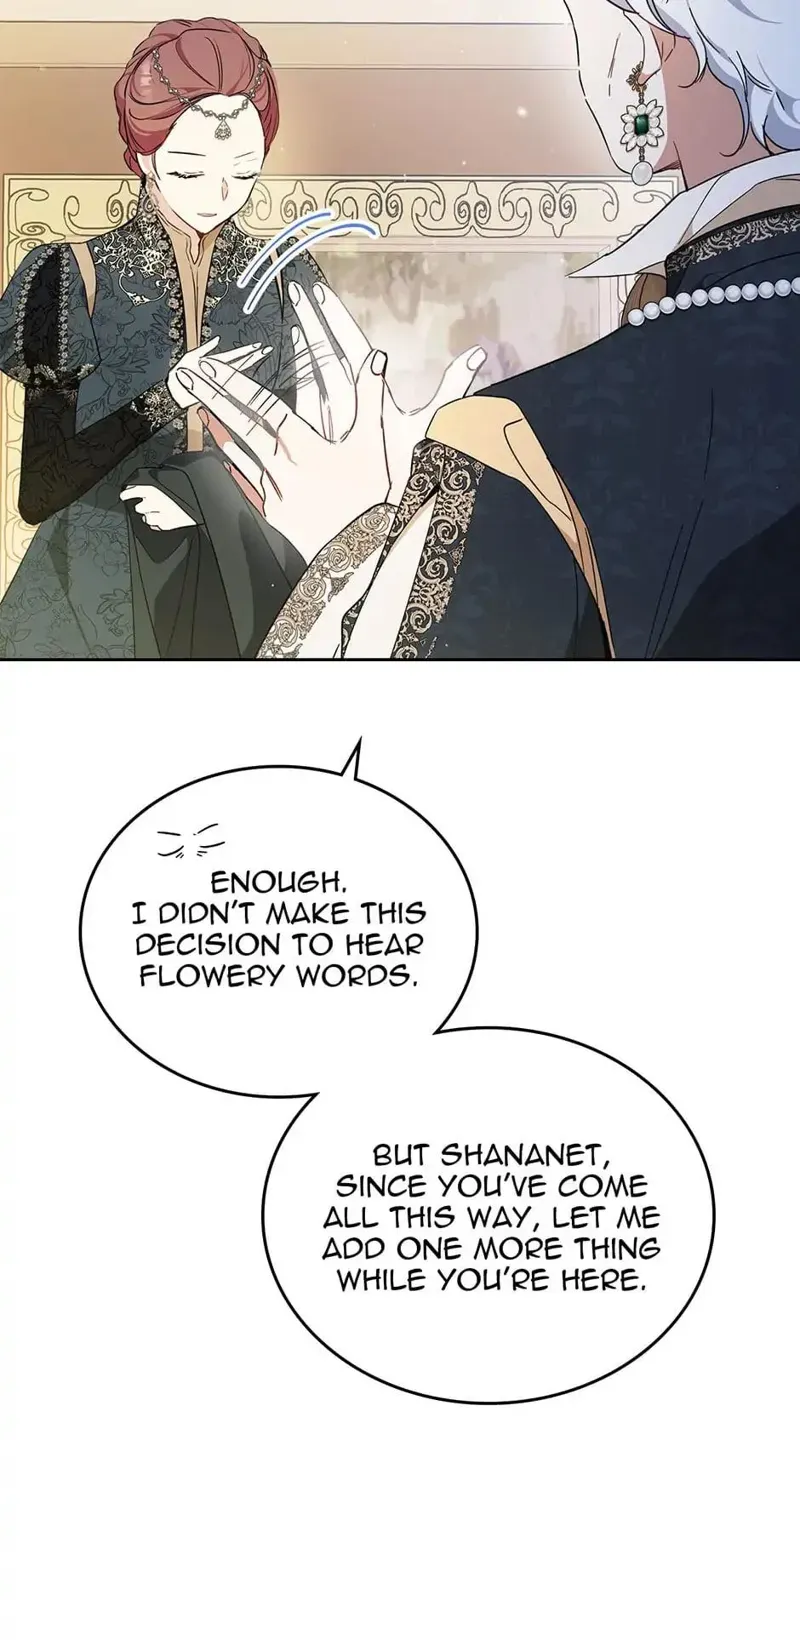 ENOUGH.
I DIDN'T MAKE THIS
DECISION TO HEAR
FLOWERY WORDS.
BUT SHANANET,
SINCE YOU'VE COME
ALL THIS WAY, LET ME
ADD ONE MORE THING
WHILE YOU'RE HERE.